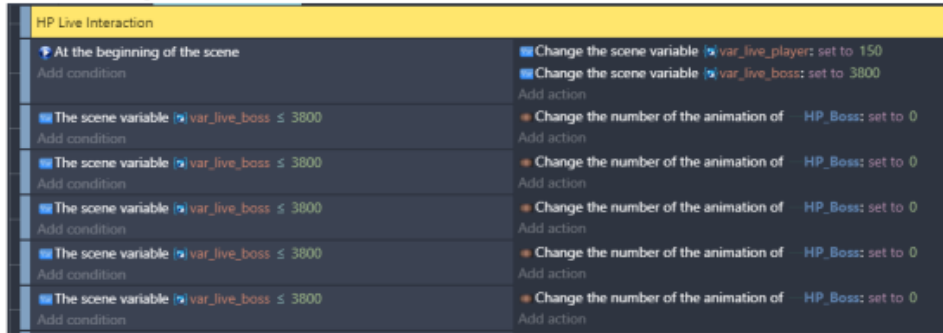 HP Live Interaction
At the beginning of the scene
Add condition
Change the scene variable var_live_player: set to 150
Change the scene variable var_live_boss: set to 3800
Add action
The scene variable var_live_boss ≤ 3800
Add condition
Change the number of the animation of HP_Boss: set to 0
Add action
The scene variable var_live_boss ≤ 3800
Add condition
Change the number of the animation of HP_Boss: set to 0
Add action
The scene variable var_live_boss ≤ 3800
Add condition
Change the number of the animation of HP_Boss: set to 0
Add action
The scene variable var_live_boss ≤ 3800
Add condition
Change the number of the animation of HP_Boss: set to 0
Add action
The scene variable var_live_boss ≤ 3800
Add condition
Change the number of the animation of HP_Boss: set to 0
Add action